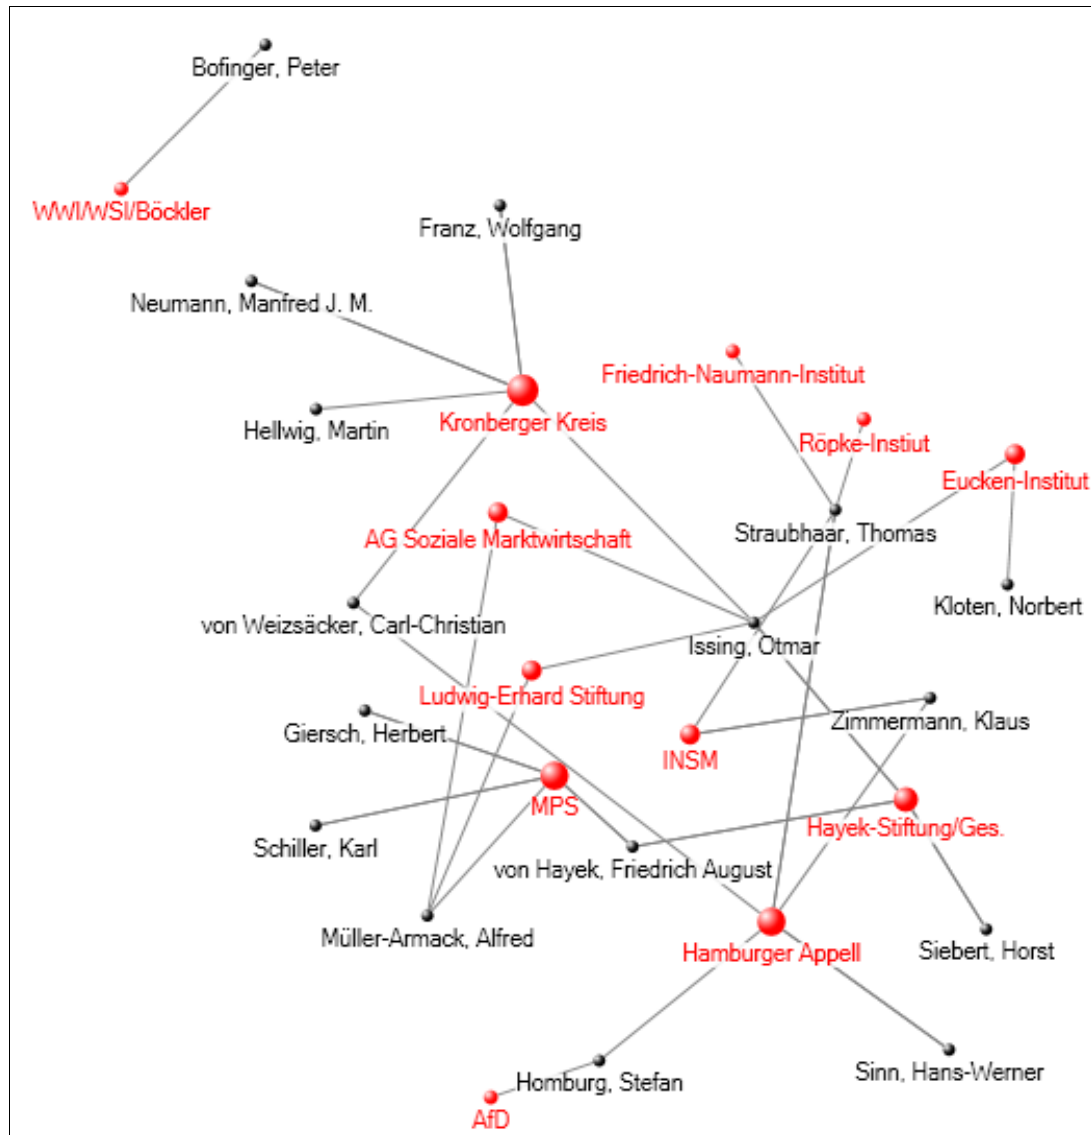 Bofinger, Peter
WWI/WSI/Böckler
Franz, Wolfgang
Neumann, Manfred J. M.
Friedrich-Naumann-Institut
Kronberger Kreis
Hellwig, Martin
Röpke-Instiut
Eucken-Institut
AG Soziale Marktwirtschaft
Straubhaar, Thomas
Kloten, Norbert
von Weizsäcker, Carl-Christian
Issing, Otmar
Ludwig-Erhard Stiftung
Giersch, Herbert
Zimmermann, Klaus
INSM
MPS
Hayek-Stiftung/Ges.
Schiller, Karl
von Hayek, Friedrich August
Müller-Armack, Alfred
Hamburger Appell
Siebert, Horst
Sinn, Hans-Werner
Homburg, Stefan
AfD